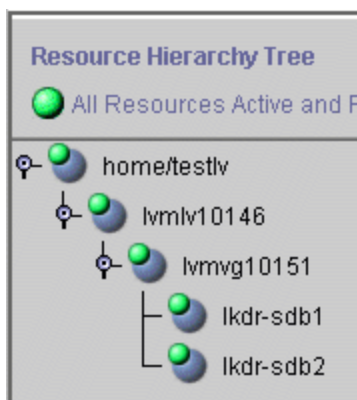 Resource Hierarchy Tree
All Resources Active and
home/testlv
lvmlv10146
lvmvg10151
lkdr-sdb1
lkdr-sdb2